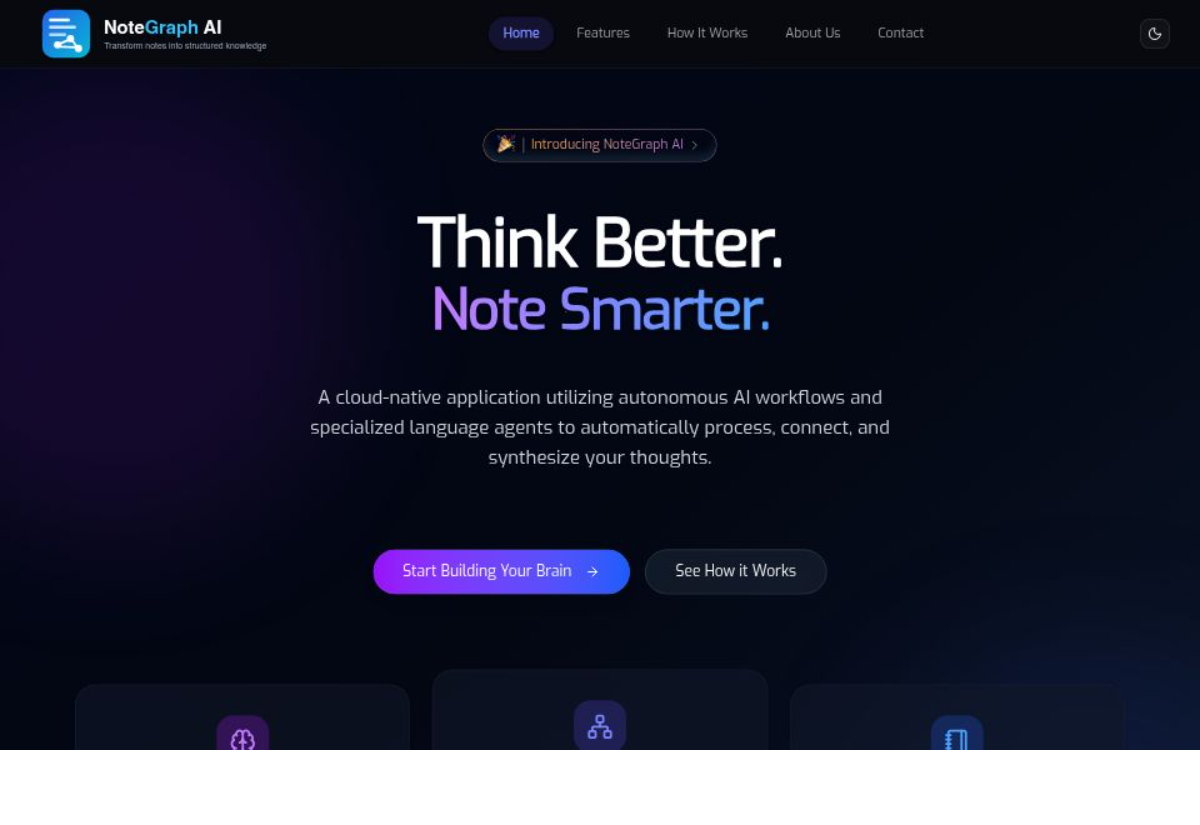 NoteGraph AI
Transform notes into structured knowledge
Home
Features
How It Works
About Us
Contact
🎉 | Introducing NoteGraph AI >
Think Better.
Note Smarter.
A cloud-native application utilizing autonomous AI workflows and
specialized language agents to automatically process, connect, and
synthesize your thoughts.
Start Building Your Brain →
See How it Works